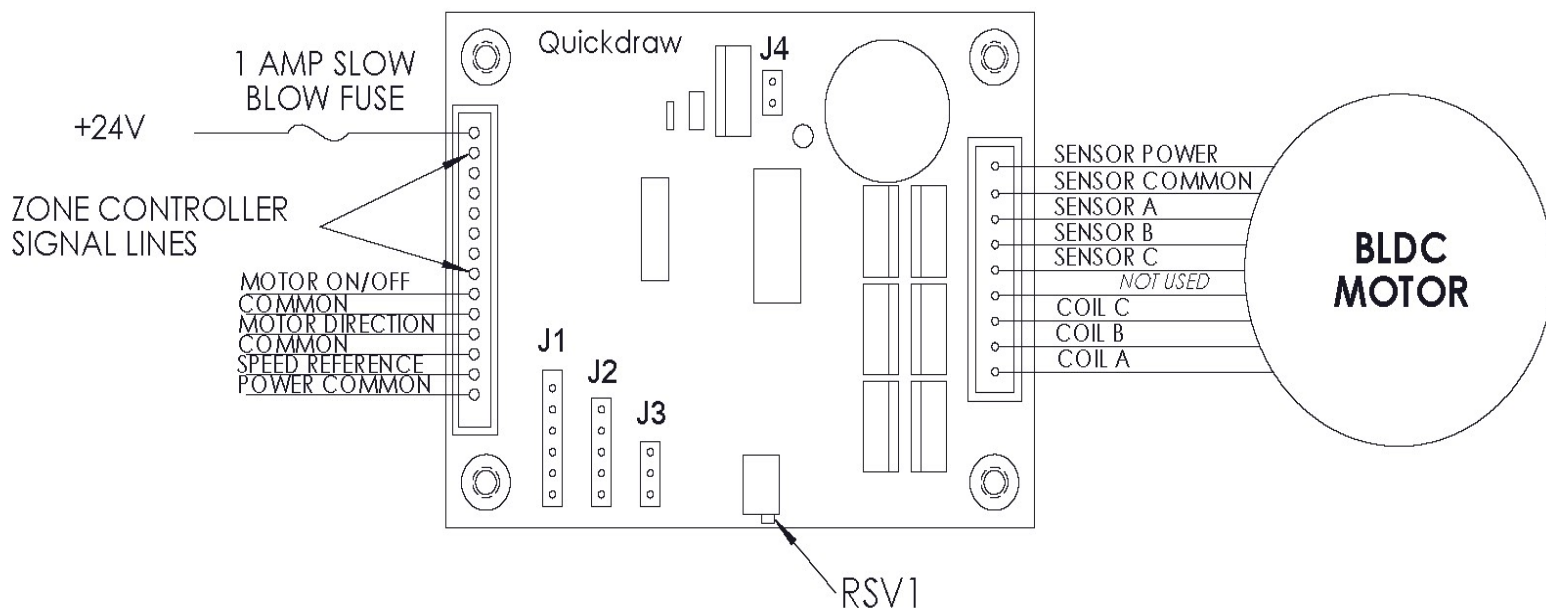 Quickdraw
J4
1 AMP SLOW
BLOW FUSE
+24V
ZONE CONTROLLER
SIGNAL LINES
MOTOR ON/OFF
COMMON
MOTOR DIRECTION
COMMON
SPEED REFERENCE
POWER COMMON
J1
J2
J3
RSV1
SENSOR POWER
SENSOR COMMON
SENSOR A
SENSOR B
SENSOR C
NOT USED
COIL C
COIL B
COIL A
BLDC
MOTOR